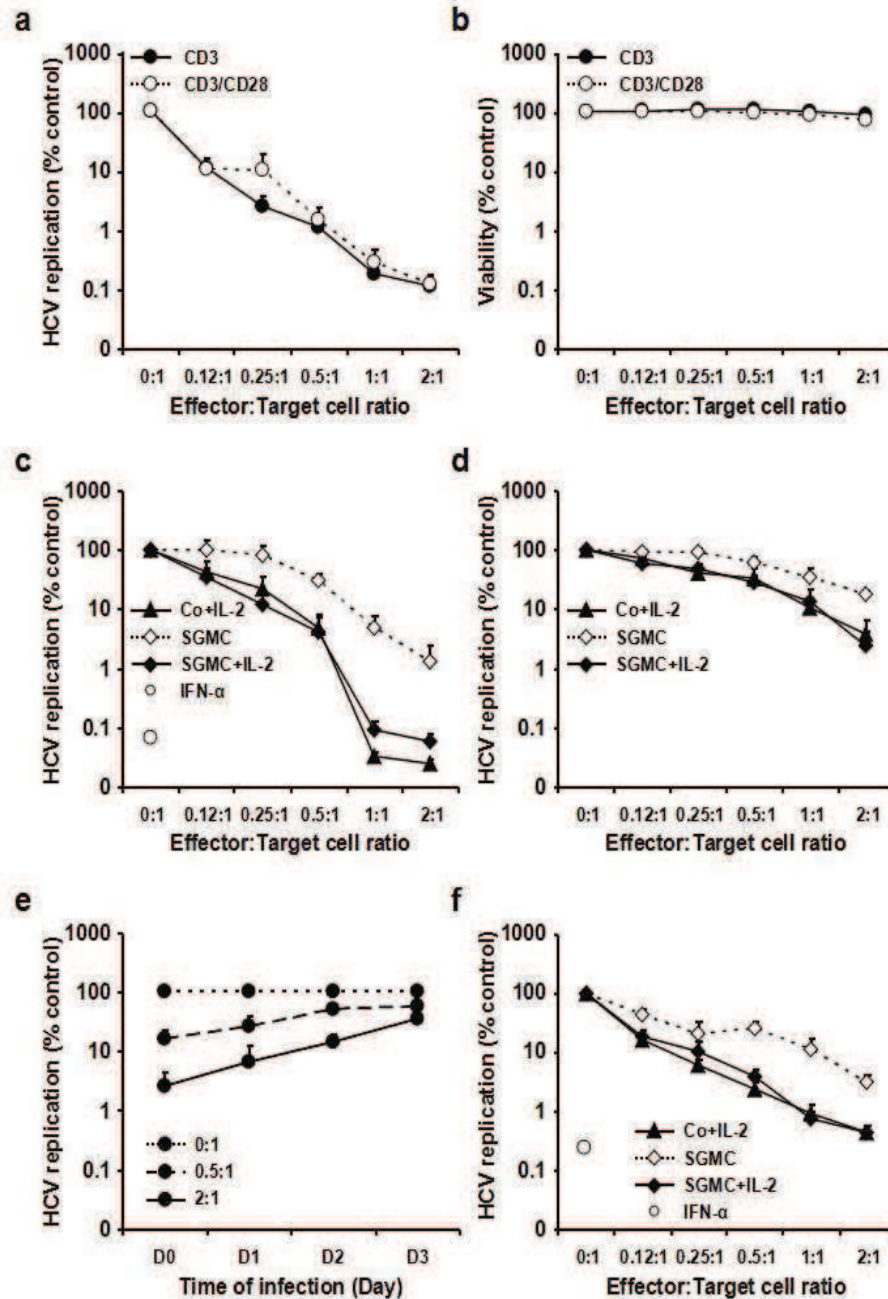 a
HCV replication (% control)
1000
100
10
1
0.1
0
CD3
CD3/CD28
0:1 0.12:1 0.25:1 0.5:1 1:1 2:1
Effector:Target cell ratio
b
Viability (% control)
1000
100
10
1
0.1
0
CD3
CD3/CD28
0:1 0.12:1 0.25:1 0.5:1 1:1 2:1
Effector:Target cell ratio
c
HCV replication (% control)
1000
100
10
1
0.1
0
Co+IL-2
SGMC
SGMC+IL-2
IFN-α
0:1 0.12:1 0.25:1 0.5:1 1:1 2:1
Effector:Target cell ratio
d
HCV replication (% control)
1000
100
10
1
0.1
0
Co+IL-2
SGMC
SGMC+IL-2
0:1 0.12:1 0.25:1 0.5:1 1:1 2:1
Effector:Target cell ratio
e
HCV replication (% control)
1000
100
10
1
0.1
0
0:1
0.5:1
2:1
D0 D1 D2 D3
Time of infection (Day)
f
HCV replication (% control)
1000
100
10
1
0.1
0
Co+IL-2
SGMC
SGMC+IL-2
IFN-α
0:1 0.12:1 0.25:1 0.5:1 1:1 2:1
Effector:Target cell ratio